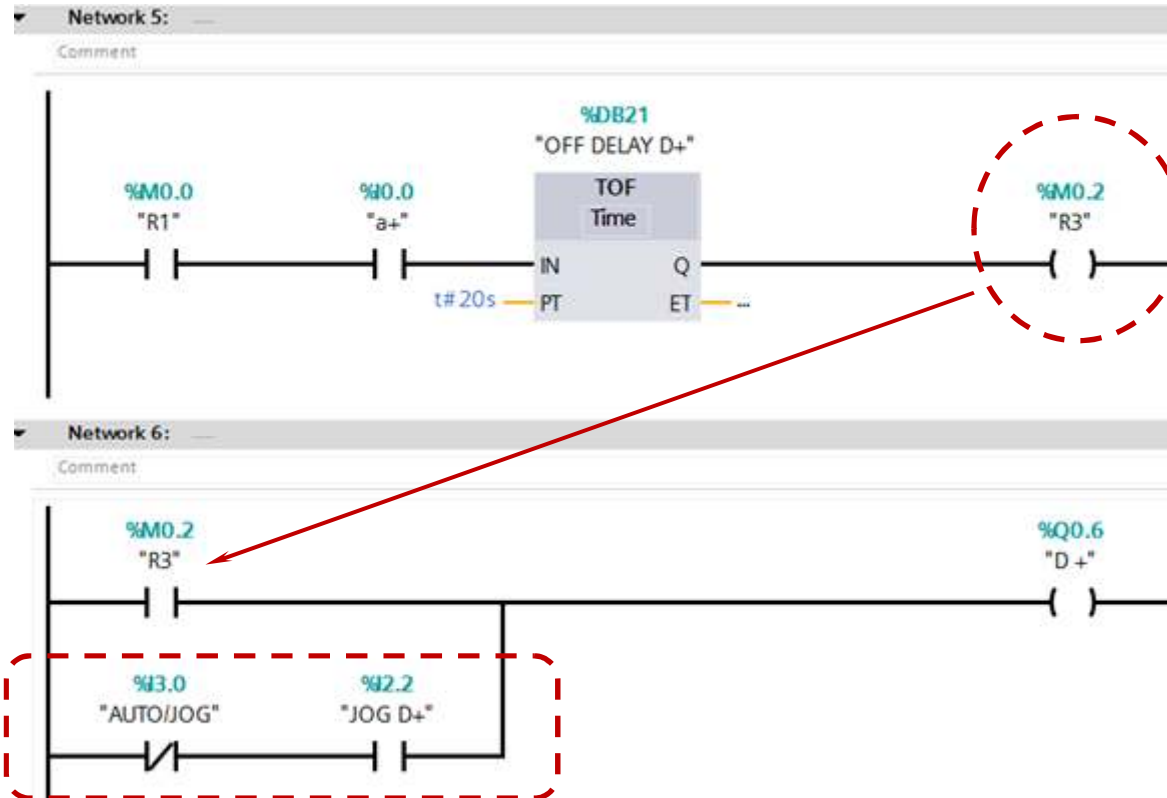 Network 5: ....
Comment
%DB21
"OFF DELAY D+"
%M0.0 %I0.0 TOF %M0.2
"R1" "a+" Time "R3"
IN Q
t#20s PT ET ...
Network 6: ....
Comment
%M0.2 %Q0.6
"R3" "D +"
%I3.0 %I2.2
"AUTO/JOG" "JOG D+"